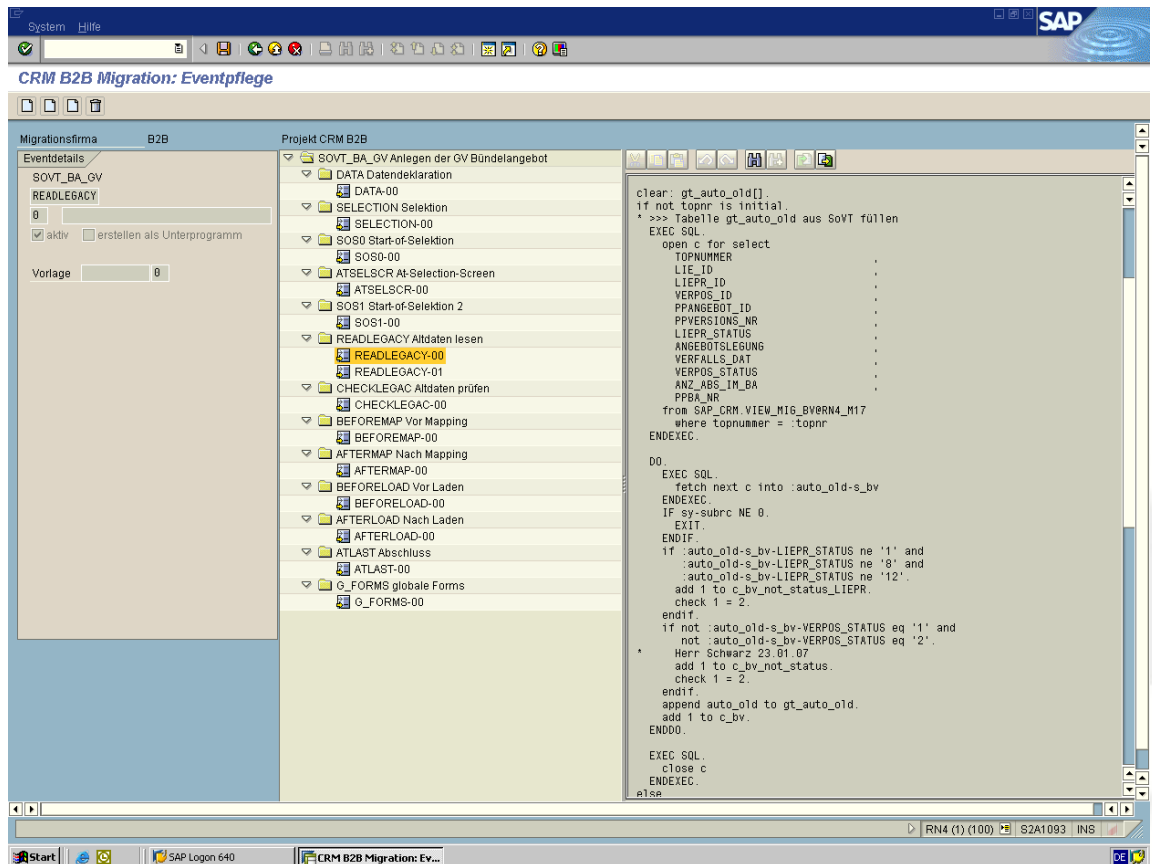 System Hilfe
SAP
CRM B2B Migration: Eventpflege
Migrationsfirma B2B
Projekt CRM B2B
Eventdetails
SOVT_BA_GV
READLEGACY
0
aktiv erstellen als Unterprogramm
Vorlage 0
SOVT_BA_GV Anlegen der GV Bündelangebot
DATA Datendeklaration
DATA-00
SELECTION Selektion
SELECTION-00
SOS0 Start-of-Selektion
SOS0-00
ATSELSCR At-Selection-Screen
ATSELSCR-00
SOS1 Start-of-Selektion 2
SOS1-00
READLEGACY Altdaten lesen
READLEGACY-00
READLEGACY-01
CHECKLEGAC Altdaten prüfen
CHECKLEGAC-00
BEFOREMAP Vor Mapping
BEFOREMAP-00
AFTERMAP Nach Mapping
AFTERMAP-00
BEFORELOAD Vor Laden
BEFORELOAD-00
AFTERLOAD Nach Laden
AFTERLOAD-00
ATLAST Abschluss
ATLAST-00
G_FORMS globale Forms
G_FORMS-00
clear: gt_auto_old[].
if not topnr is initial.
* >>> Tabelle gt_auto_old aus SoVT füllen
EXEC SQL.
open c for select
TOPNUMMER ,
LIE_ID ,
LIEPR_ID ,
VERPOS_ID ,
PPANGEBOT_ID ,
PPVERSIONS_NR ,
LIEPR_STATUS ,
ANGEBOTSLEGUNG ,
VERFALLS_DAT ,
VERPOS_STATUS ,
ANZ_ABS_IM_BA ,
PPBA_NR
from SAP_CRM.VIEW_MIG_BV@RN4_M17
where topnummer = :topnr
ENDEXEC.
DO.
EXEC SQL.
fetch next c into :auto_old-s_bv
ENDEXEC.
IF sy-subrc NE 0.
EXIT.
ENDIF.
if :auto_old-s_bv-LIEPR_STATUS ne '1' and
:auto_old-s_bv-LIEPR_STATUS ne '8' and
:auto_old-s_bv-LIEPR_STATUS ne '12'.
add 1 to c_bv_not_status_LIEPR.
check 1 = 2.
endif.
if not :auto_old-s_bv-VERPOS_STATUS eq '1' and
not :auto_old-s_bv-VERPOS_STATUS eq '2'.
* Herr Schwarz 23.01.07
add 1 to c_bv_not_status.
check 1 = 2.
endif.
append auto_old to gt_auto_old.
add 1 to c_bv.
ENDDO.
EXEC SQL.
close c
ENDEXEC.
else
RN4 (1) (100) S2A1093 INS
Start SAP Logon 640 CRM B2B Migration: Ev... DE